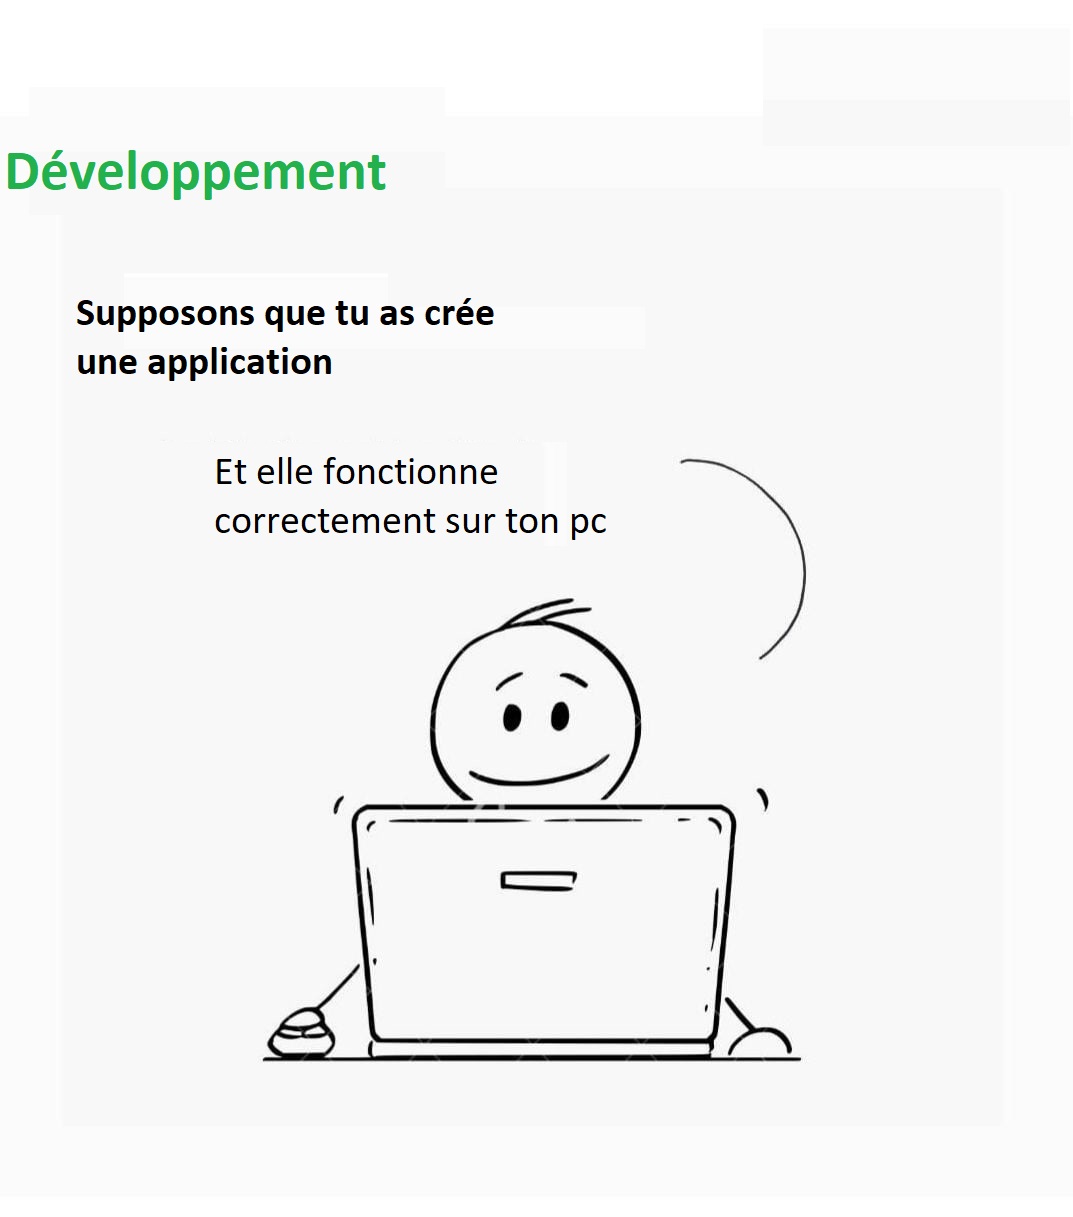 Développement
Supposons que tu as crée
une application
Et elle fonctionne
correctement sur ton pc